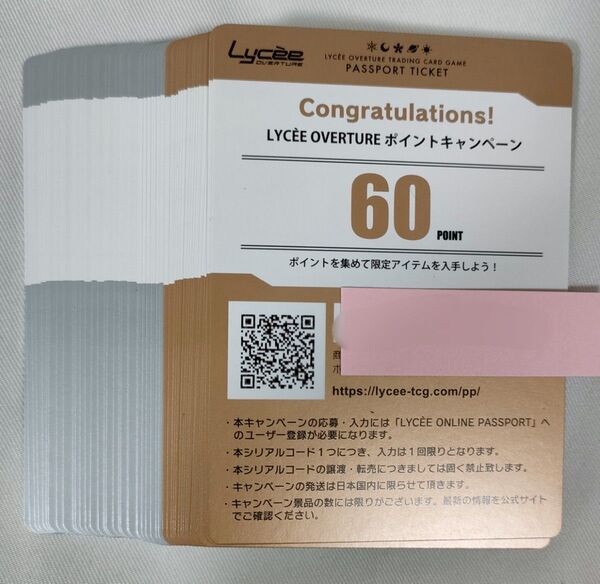 Lycèe
OVERTURE
LYCÈE OVERTURE TRADING CARD GAME
PASSPORT TICKET
Congratulations!
LYCÈE OVERTURE ポイントキャンペーン
60 POINT
ポイントを集めて限定アイテムを入手しよう!
https://lycee-tcg.com/pp/
・本キャンペーンの応募・入力には「LYCÈE ONLINE PASSPORT」へ
のユーザー登録が必要になります。
・本シリアルコード1つにつき、入力は1回限りとなります。
・本シリアルコードの譲渡・転売につきましては固く禁止致します。
・キャンペーンの発送は日本国内に限らせて頂きます。
・キャンペーン景品の数には限りがございます。最新の情報を公式サイト
でご確認ください。